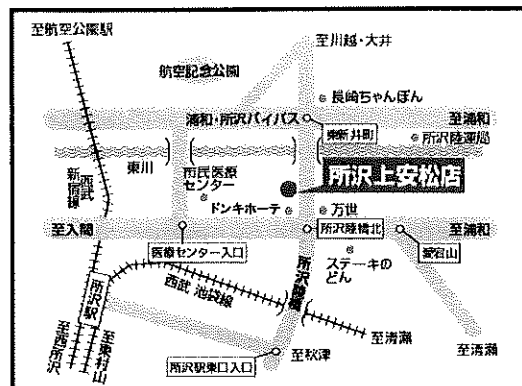 至航空公園駅
至川越・大井
航空記念公園
長崎ちゃんぽん
浦和・所沢バイパス
至浦和
東新井町
所沢陸運局
東川
市民医療
センター
所沢上安松店
西武
新宿線
ドンキホーテ
万世
至入間
所沢陸橋北
至浦和
医療センター入口
愛宕山
ステーキの
どん
所沢陸橋
西武 池袋線
所沢駅
至清瀬
至清瀬
至秋津
所沢駅東口入口
至東村山
至西所沢